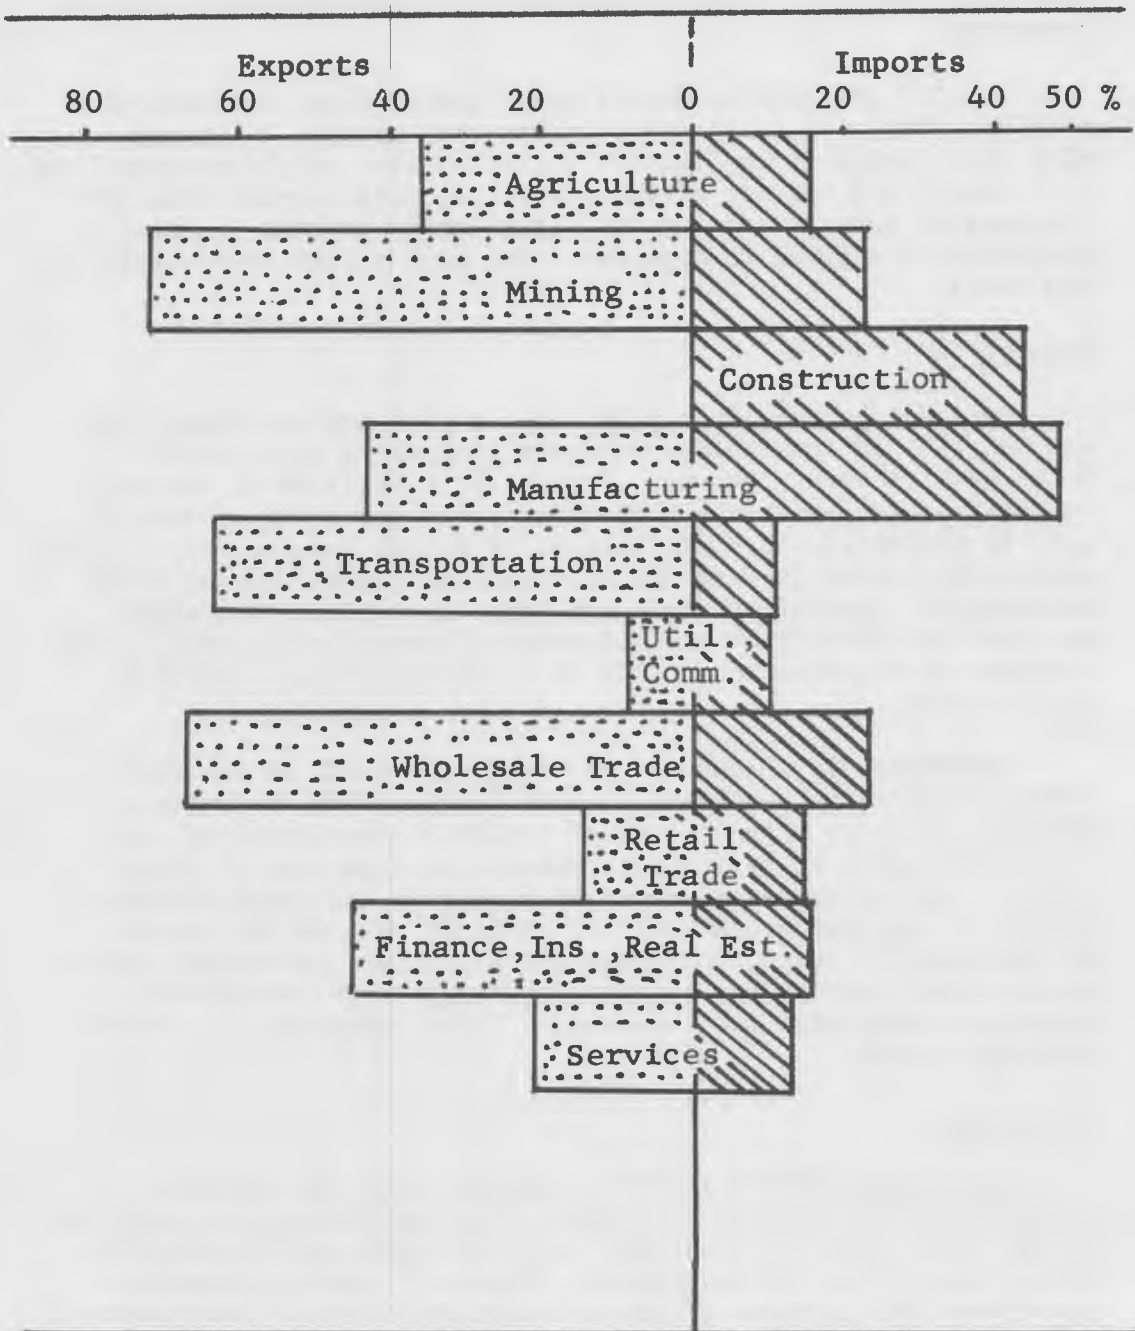 Exports Imports
80 60 40 20 0 20 40 50 %
Agriculture
Mining
Construction
Manufacturing
Transportation
Util.,
Comm.
Wholesale Trade
Retail
Trade
Finance,Ins.,Real Est.
Services